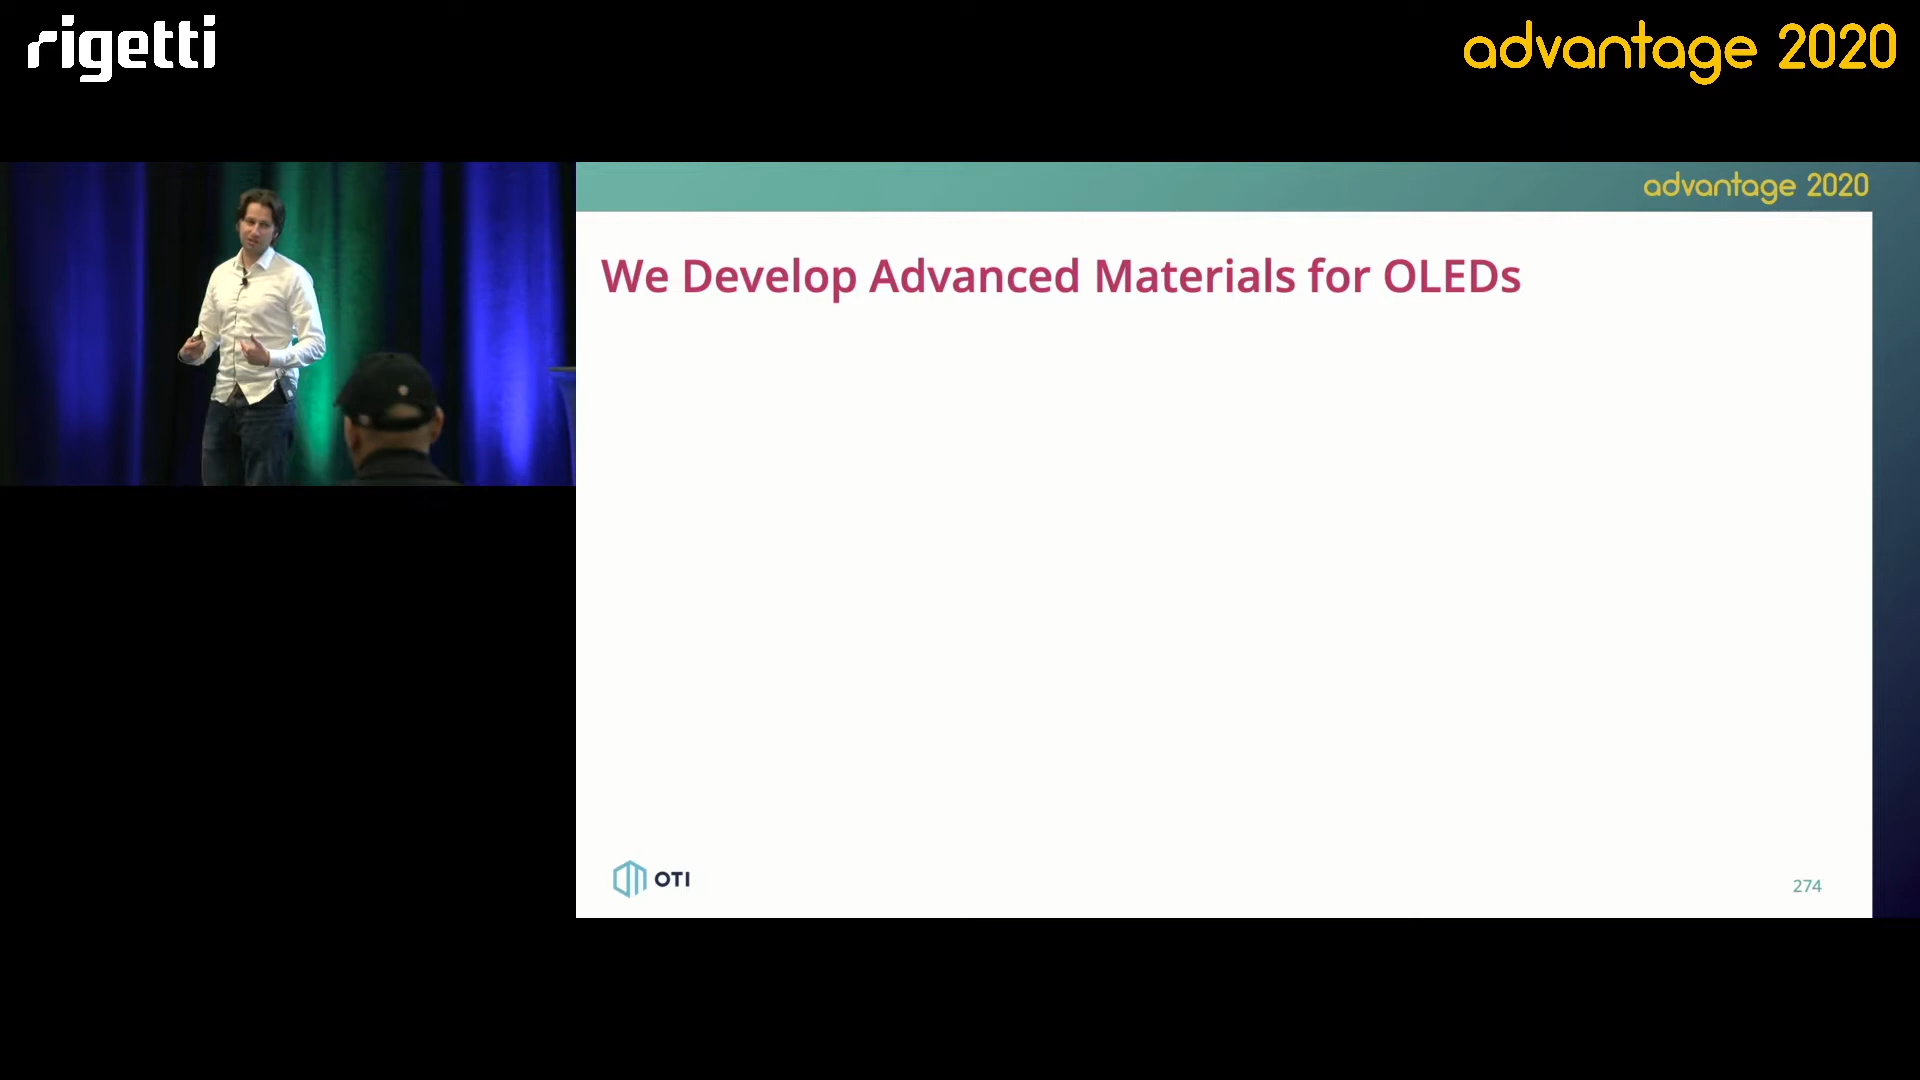 rigetti
advantage 2020
advantage 2020
We Develop Advanced Materials for OLEDs
OTI
274